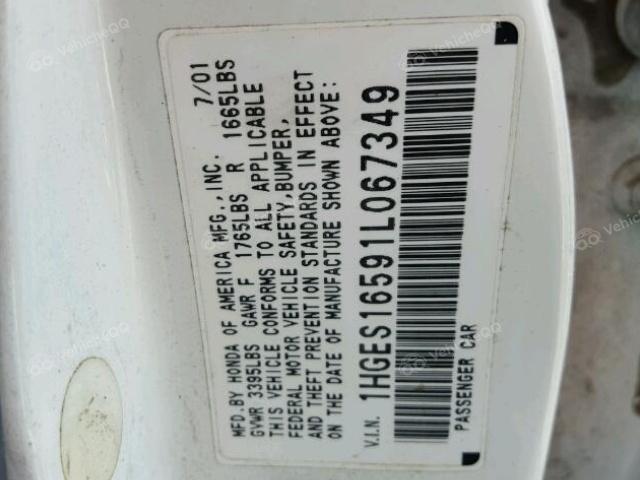 MFD.BY HONDA OF AMERICA MFG.,INC. 7/01
GVWR 3395LBS GAWR F 1765LBS R 1665LBS
THIS VEHICLE CONFORMS TO ALL APPLICABLE
FEDERAL MOTOR VEHICLE SAFETY,BUMPER,
AND THEFT PREVENTION STANDARDS IN EFFECT
ON THE DATE OF MANUFACTURE SHOWN ABOVE:
V.I.N. 1HGES16591L067349
PASSENGER CAR
VehicleQQ